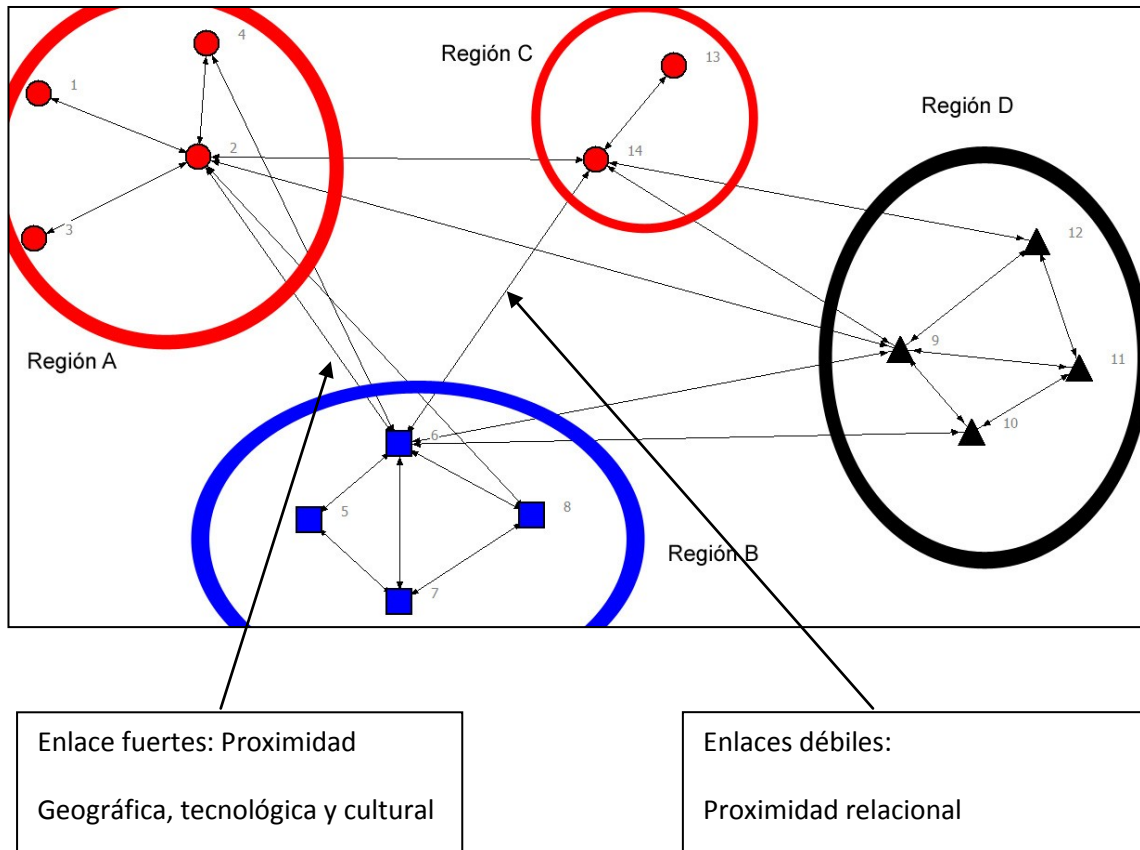 4
1
2
3
Región A
Región C
13
14
Región D
12
9
11
10
6
5
8
7
Región B
Enlace fuertes: Proximidad
Geográfica, tecnológica y cultural
Enlaces débiles:
Proximidad relacional